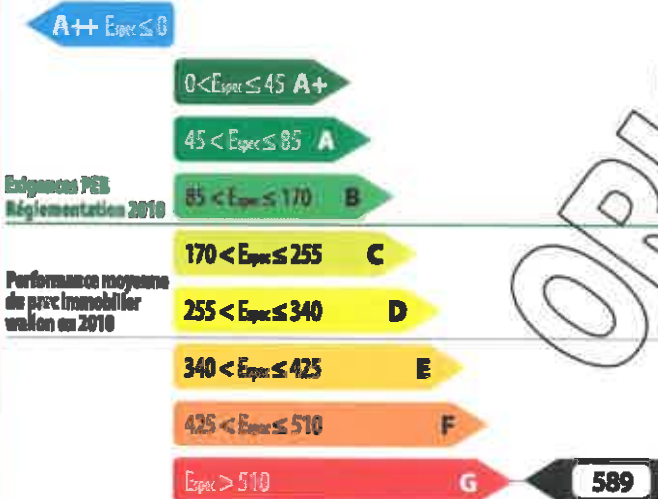 A++ Espec ≤ 0
0 < Espec ≤ 45 A+
45 < Espec ≤ 85 A
Exigences PEB
Réglementation 2010
85 < Espec ≤ 170 B
170 < Espec ≤ 255 C
Performance moyenne
du parc immobilier
wallon en 2010
255 < Espec ≤ 340 D
340 < Espec ≤ 425 E
425 < Espec ≤ 510 F
Espec > 510 G
589